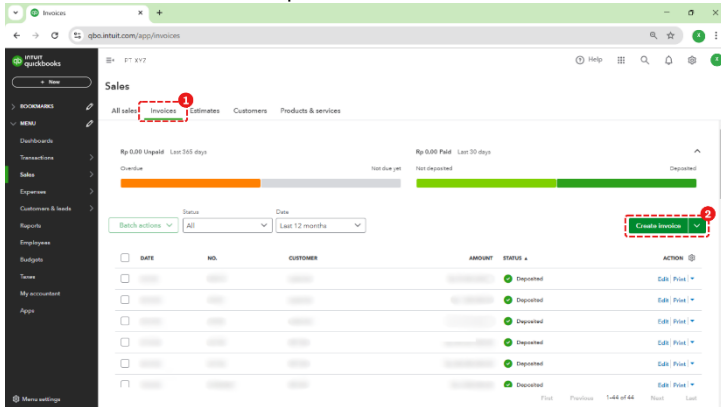 Invoices
qbo.intuit.com/app/invoices
INTUIT
quickbooks
+ New
BOOKMARKS
MENU
Dashboards
Transactions
Sales
Expenses
Customers & leads
Reports
Employees
Budgets
Taxes
My accountant
Apps
Menu settings
PT XYZ
Help
Sales
1
All sales Invoices Estimates Customers Products & services
Rp 0,00 Unpaid Last 365 days
Rp 0,00 Paid Last 30 days
Overdue Not due yet Not deposited Deposited
Status Date
Batch actions All Last 12 months
2
Create invoice
DATE NO. CUSTOMER AMOUNT STATUS ACTION
Deposited Edit Print
Deposited Edit Print
Deposited Edit Print
Deposited Edit Print
Deposited Edit Print
Deposited Edit Print
First Previous 1-44 of 44 Next Last